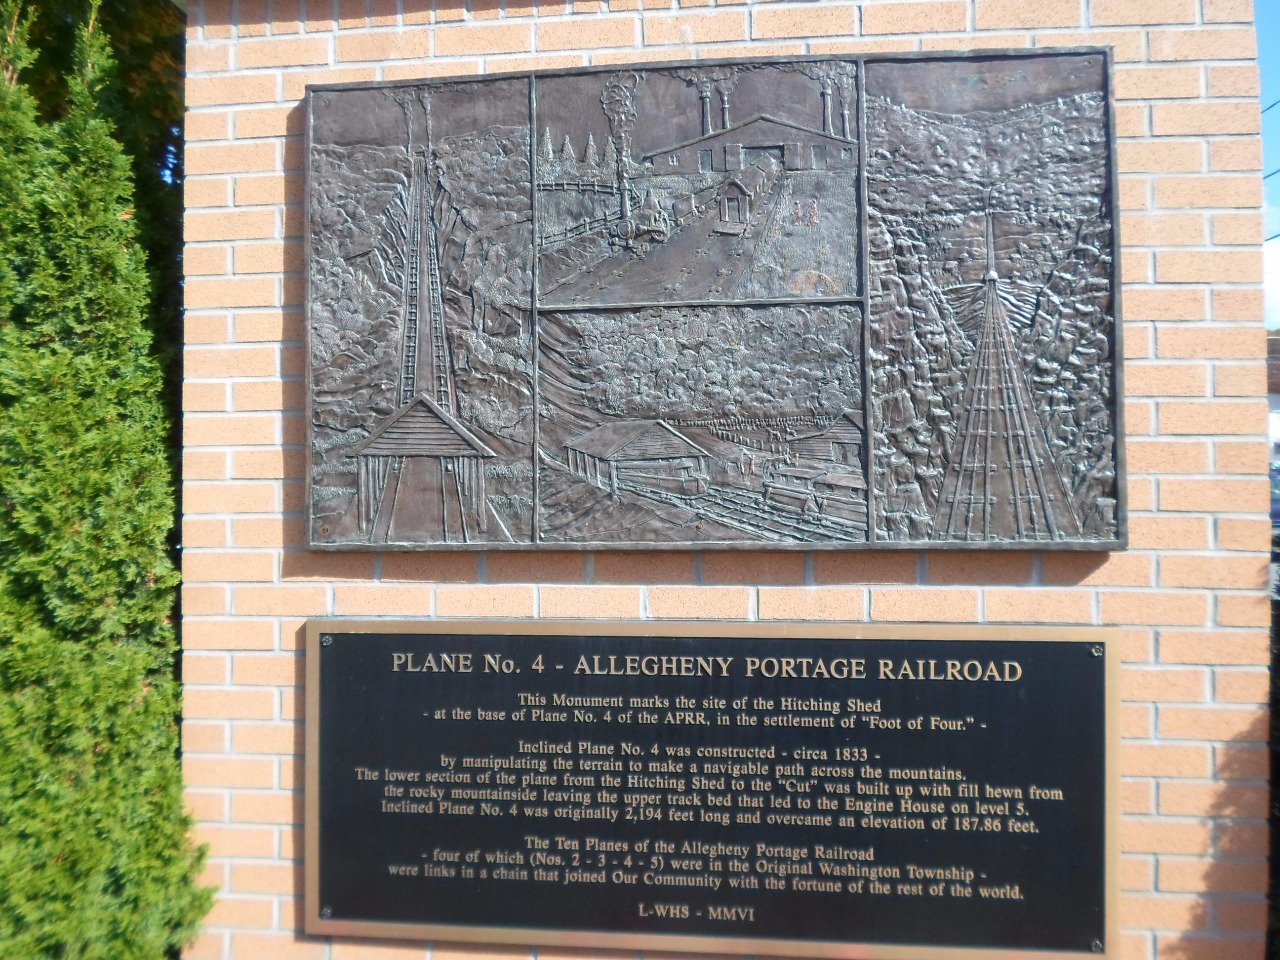 PLANE No. 4 - ALLEGHENY PORTAGE RAILROAD
This Monument marks the site of the Hitching Shed
- at the base of Plane No. 4 of the APRR, in the settlement of "Foot of Four." -
Inclined Plane No. 4 was constructed - circa 1833 -
by manipulating the terrain to make a navigable path across the mountains.
The lower section of the plane from the Hitching Shed to the "Cut" was built up with fill hewn from
the rocky mountainside leaving the upper track bed that led to the Engine House on level 5.
Inclined Plane No. 4 was originally 2,194 feet long and overcame an elevation of 187.86 feet.
The Ten Planes of the Allegheny Portage Railroad
- four of which (Nos. 2 - 3 - 4 - 5) were in the Original Washington Township -
were links in a chain that joined Our Community with the fortune of the rest of the world.
L-WHS - MMVI